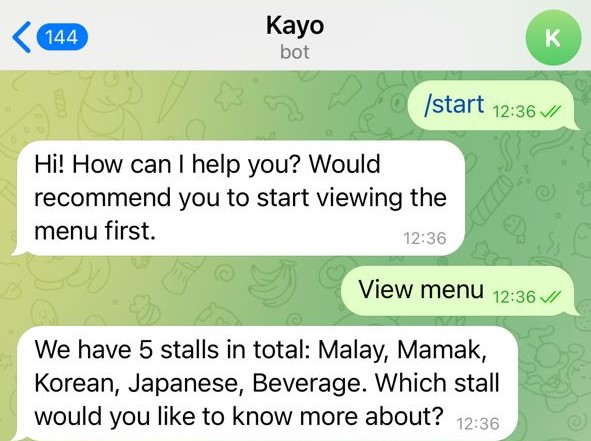 144
Kayo
bot
K
/start 12:36
Hi! How can I help you? Would
recommend you to start viewing the
menu first.
12:36
View menu 12:36
We have 5 stalls in total: Malay, Mamak,
Korean, Japanese, Beverage. Which stall
would you like to know more about? 12:36